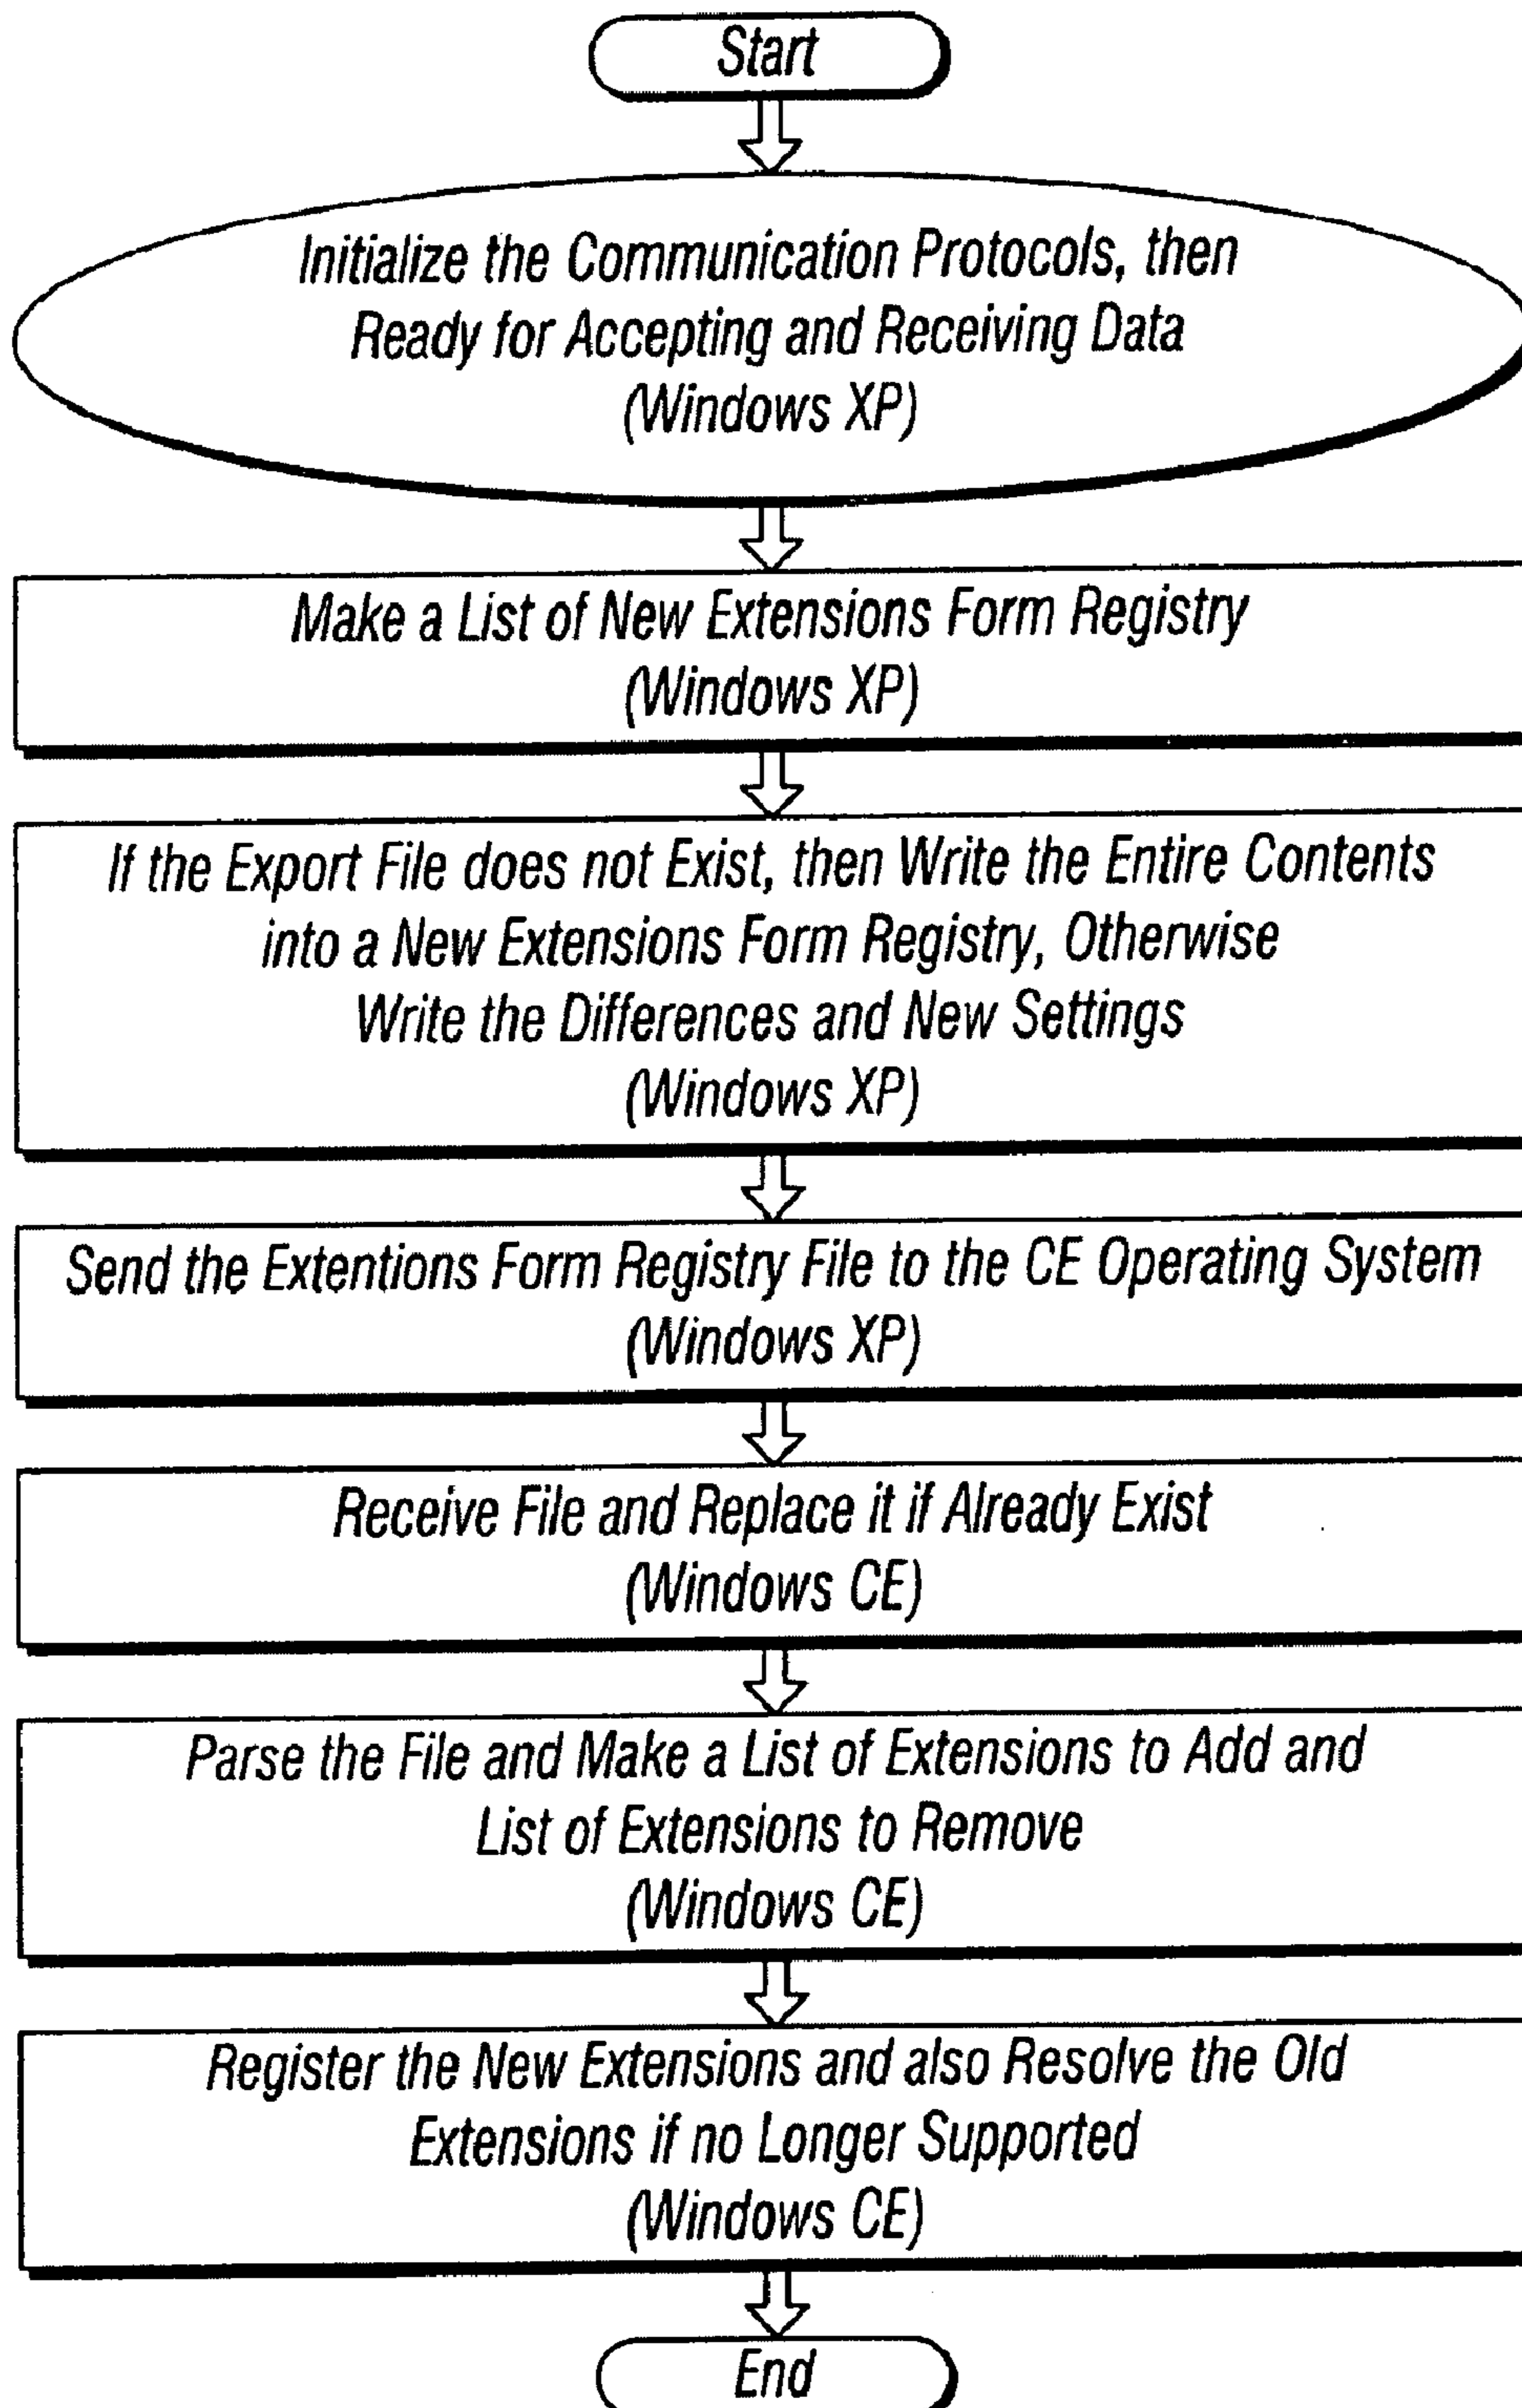 Start
Initialize the Communication Protocols, then
Ready for Accepting and Receiving Data
(Windows XP)
Make a List of New Extensions Form Registry
(Windows XP)
If the Export File does not Exist, then Write the Entire Contents
into a New Extensions Form Registry, Otherwise
Write the Differences and New Settings
(Windows XP)
Send the Extentions Form Registry File to the CE Operating System
(Windows XP)
Receive File and Replace it if Already Exist
(Windows CE)
Parse the File and Make a List of Extensions to Add and
List of Extensions to Remove
(Windows CE)
Register the New Extensions and also Resolve the Old
Extensions if no Longer Supported
(Windows CE)
End